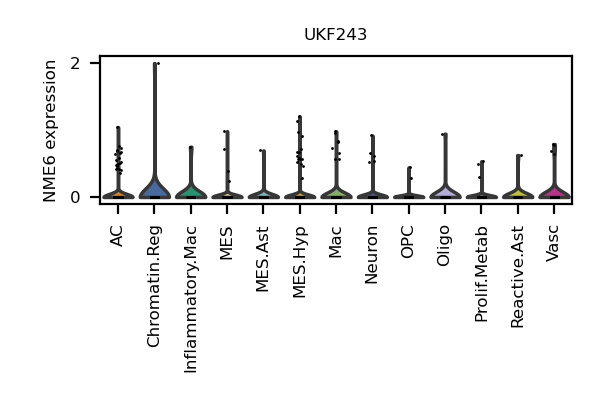 UKF243
NME6 expression
2
0
AC
Chromatin.Reg
Inflammatory.Mac
MES
MES.Ast
MES.Hyp
Mac
Neuron
OPC
Oligo
Prolif.Metab
Reactive.Ast
Vasc